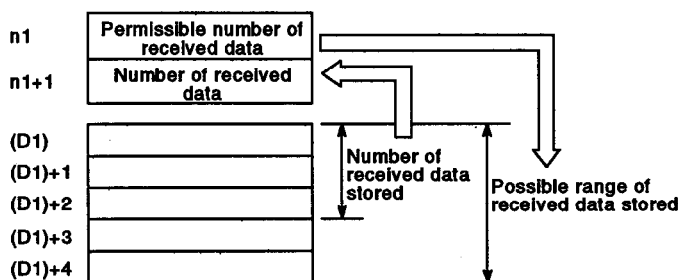 n1
Permissible number of
received data
n1+1
Number of received
data
(D1)
(D1)+1
(D1)+2
(D1)+3
(D1)+4
Number of
received data
stored
Possible range of
received data stored